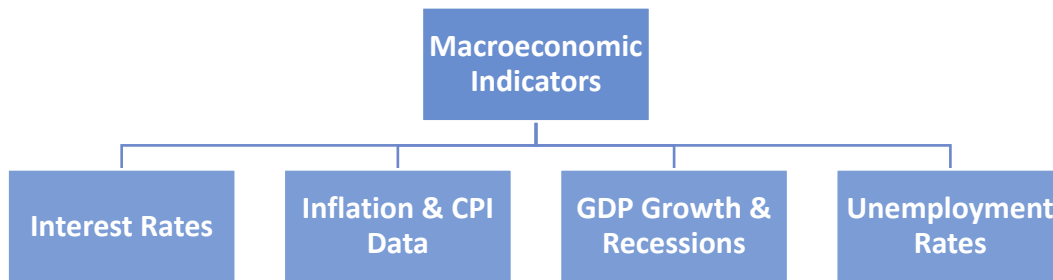 Macroeconomic
Indicators
Interest Rates
Inflation & CPI
Data
GDP Growth &
Recessions
Unemployment
Rates